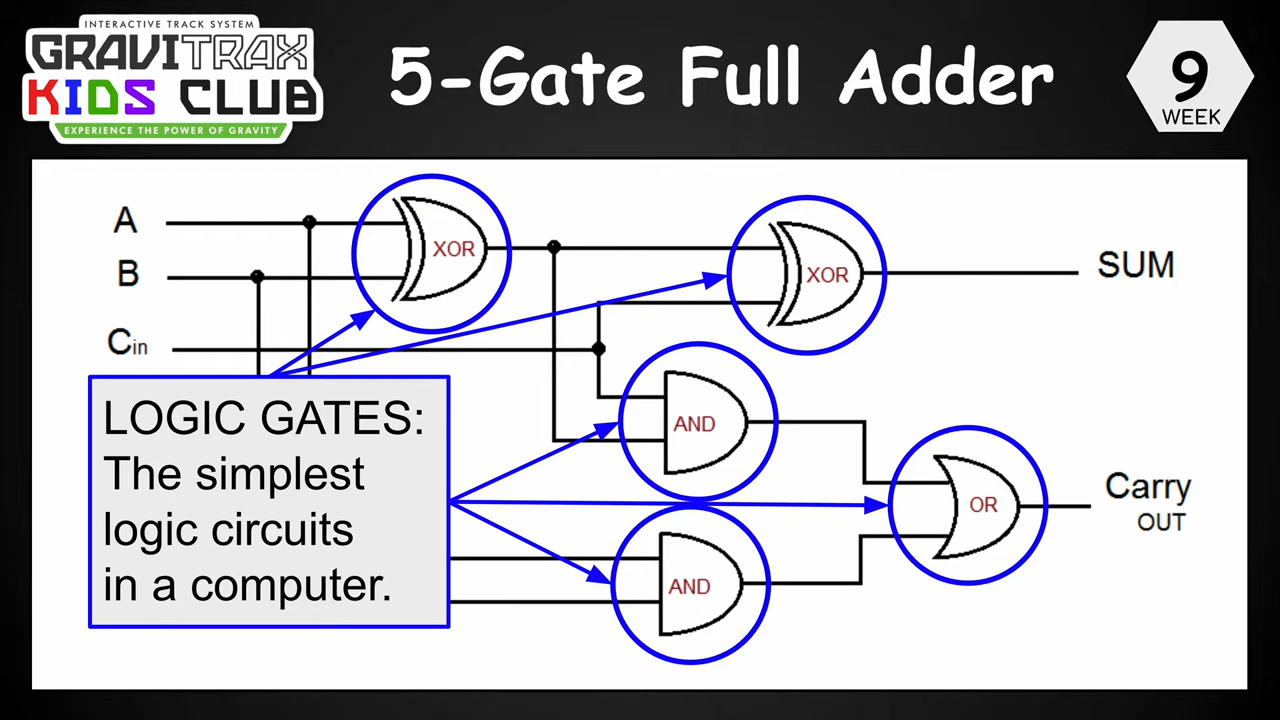 INTERACTIVE TRACK SYSTEM
GRAVITRAX
KIDS CLUB
EXPERIENCE THE POWER OF GRAVITY
5-Gate Full Adder
9
WEEK
A
B
Cin
XOR
XOR
SUM
AND
AND
OR
Carry
OUT
LOGIC GATES:
The simplest
logic circuits
in a computer.